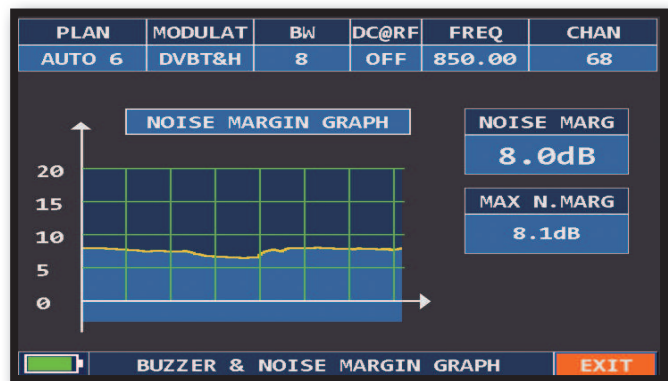 PLAN MODULAT BW DC@RF FREQ CHAN
AUTO 6 DVBT&H 8 OFF 850.00 68
NOISE MARGIN GRAPH
NOISE MARG
8.0dB
20
15
MAX N.MARG
10
8.1dB
5
0
BUZZER & NOISE MARGIN GRAPH EXIT